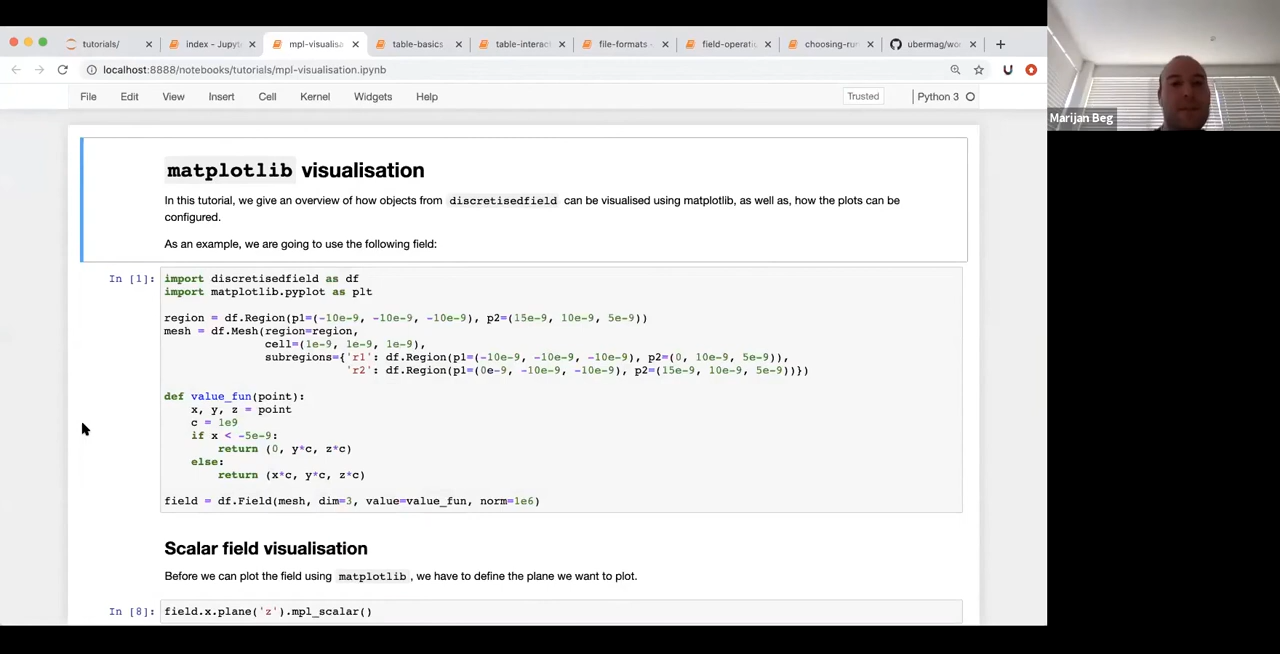 tutorials/
index - Jupyt
mpl-visualisa
table-basics
table-interact
file-formats -
field-operatio
choosing-run
ubermag/wo
localhost:8888/notebooks/tutorials/mpl-visualisation.ipynb
File Edit View Insert Cell Kernel Widgets Help
Trusted
Python 3
Marijan Beg
matplotlib visualisation
In this tutorial, we give an overview of how objects from discretisedfield can be visualised using matplotlib, as well as, how the plots can be
configured.
As an example, we are going to use the following field:
In [1]:
import discretisedfield as df
import matplotlib.pyplot as plt
region = df.Region(p1=(-10e-9, -10e-9, -10e-9), p2=(15e-9, 10e-9, 5e-9))
mesh = df.Mesh(region=region,
cell=(1e-9, 1e-9, 1e-9),
subregions={'r1': df.Region(p1=(-10e-9, -10e-9, -10e-9), p2=(0, 10e-9, 5e-9)),
'r2': df.Region(p1=(0e-9, -10e-9, -10e-9), p2=(15e-9, 10e-9, 5e-9))})
def value_fun(point):
x, y, z = point
c = 1e9
if x < -5e-9:
return (0, y*c, z*c)
else:
return (x*c, y*c, z*c)
field = df.Field(mesh, dim=3, value=value_fun, norm=1e6)
Scalar field visualisation
Before we can plot the field using matplotlib, we have to define the plane we want to plot.
In [8]:
field.x.plane('z').mpl_scalar()